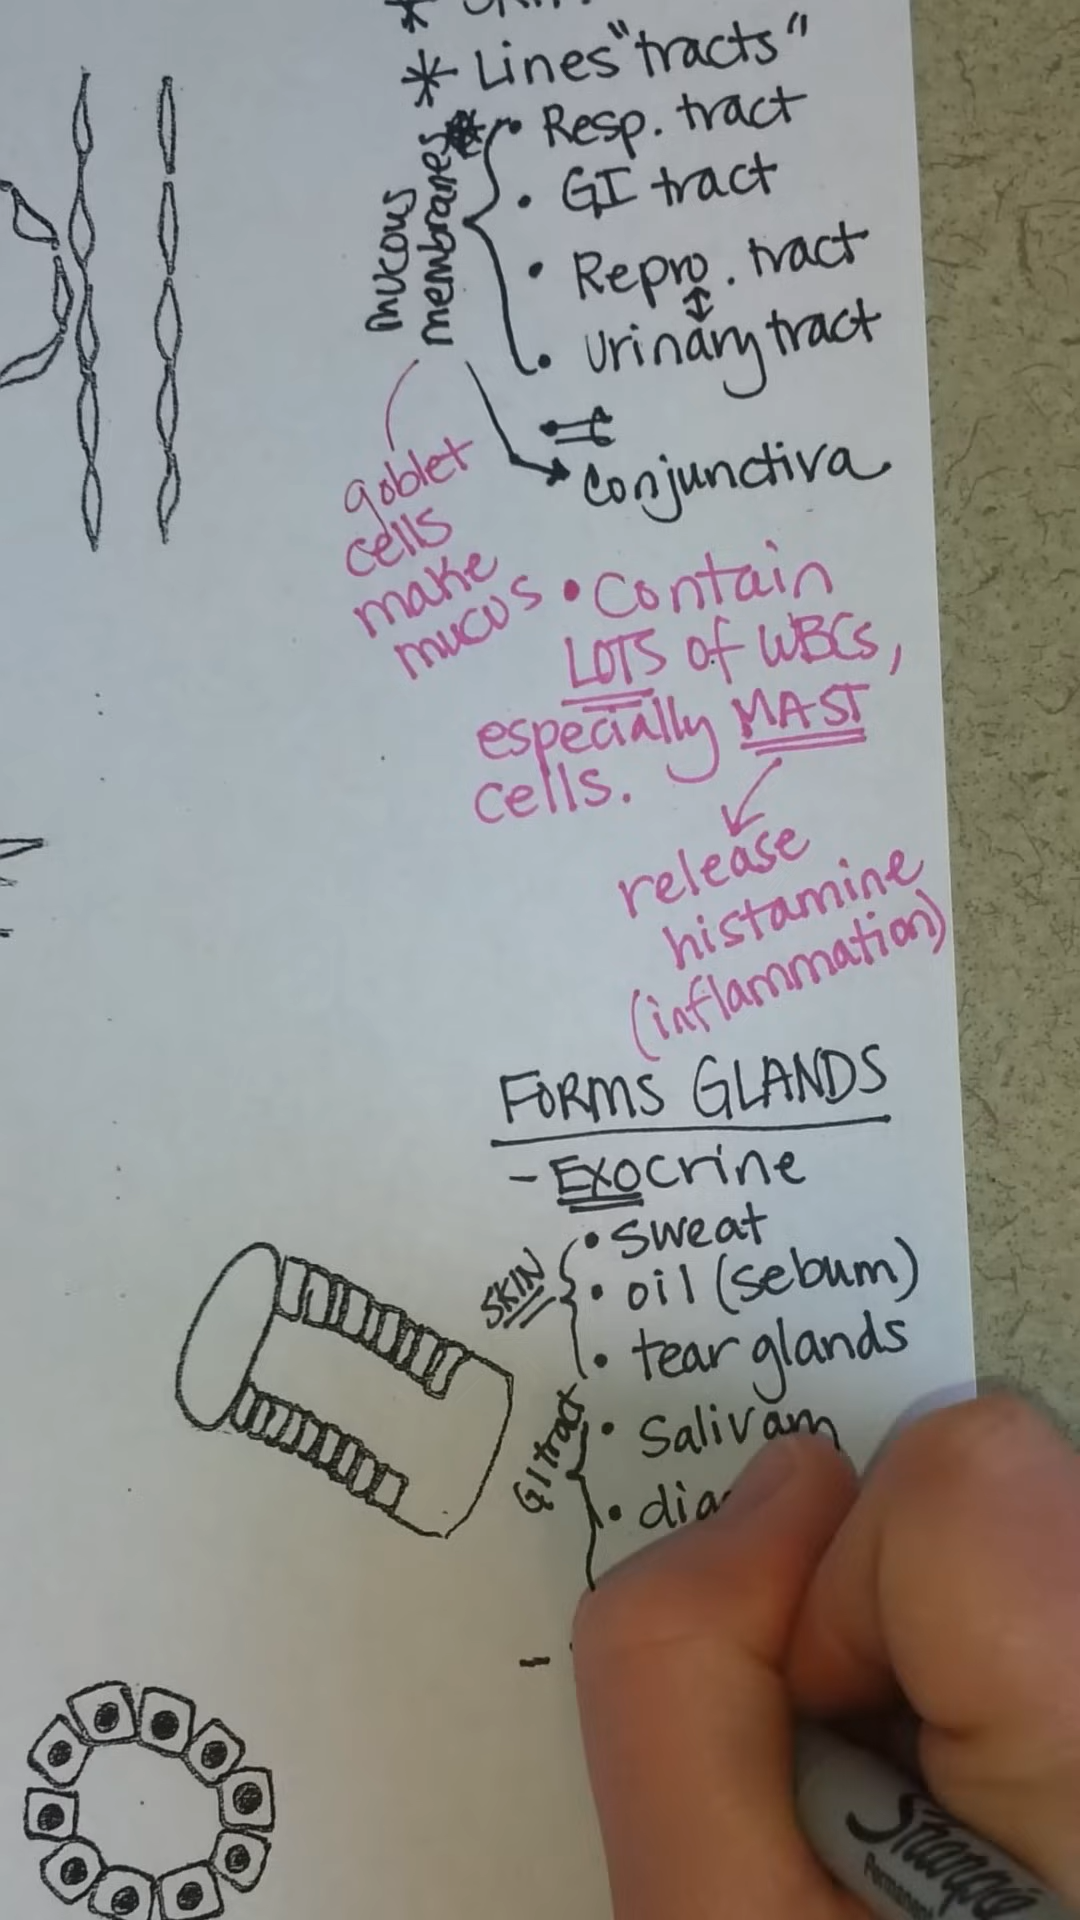 * Lines "tracts"
mucous
membranes
• Resp. tract
• GI tract
• Repro. tract
• urinary tract
Conjunctiva
goblet
cells
make
mucus
• Contain
LOTS of WBCs,
especially MAST
cells.
release
histamine
(inflammation)
FORMS GLANDS
- EXOcrine
SKIN
• sweat
• oil (sebum)
• tear glands
GI tract
•
•
-
Sharpie
Permanent